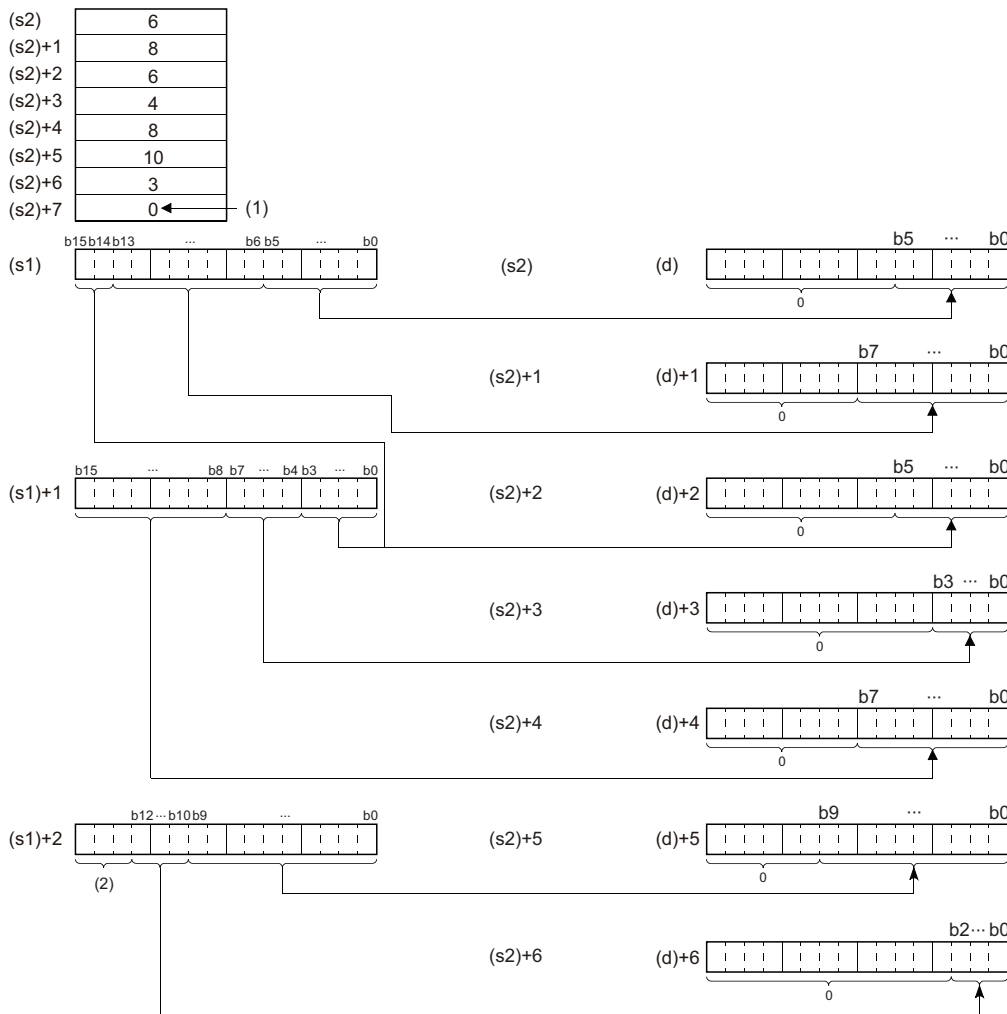 (s2) 6
(s2)+1 8
(s2)+2 6
(s2)+3 4
(s2)+4 8
(s2)+5 10
(s2)+6 3
(s2)+7 0 (1)
b15 b14 b13 ... b6 b5 ... b0
b5 ... b0
(s1) (s2) (d)
0
b7 ... b0
(s2)+1 (d)+1
0
b15 ... b8 b7 ... b4 b3 ... b0
b5 ... b0
(s1)+1 (s2)+2 (d)+2
0
b3 ... b0
(s2)+3 (d)+3
0
b7 ... b0
(s2)+4 (d)+4
0
b12 ... b10 b9 ... b0
b9 ... b0
(s1)+2 (s2)+5 (d)+5
(2) 0
b2 ... b0
(s2)+6 (d)+6
0